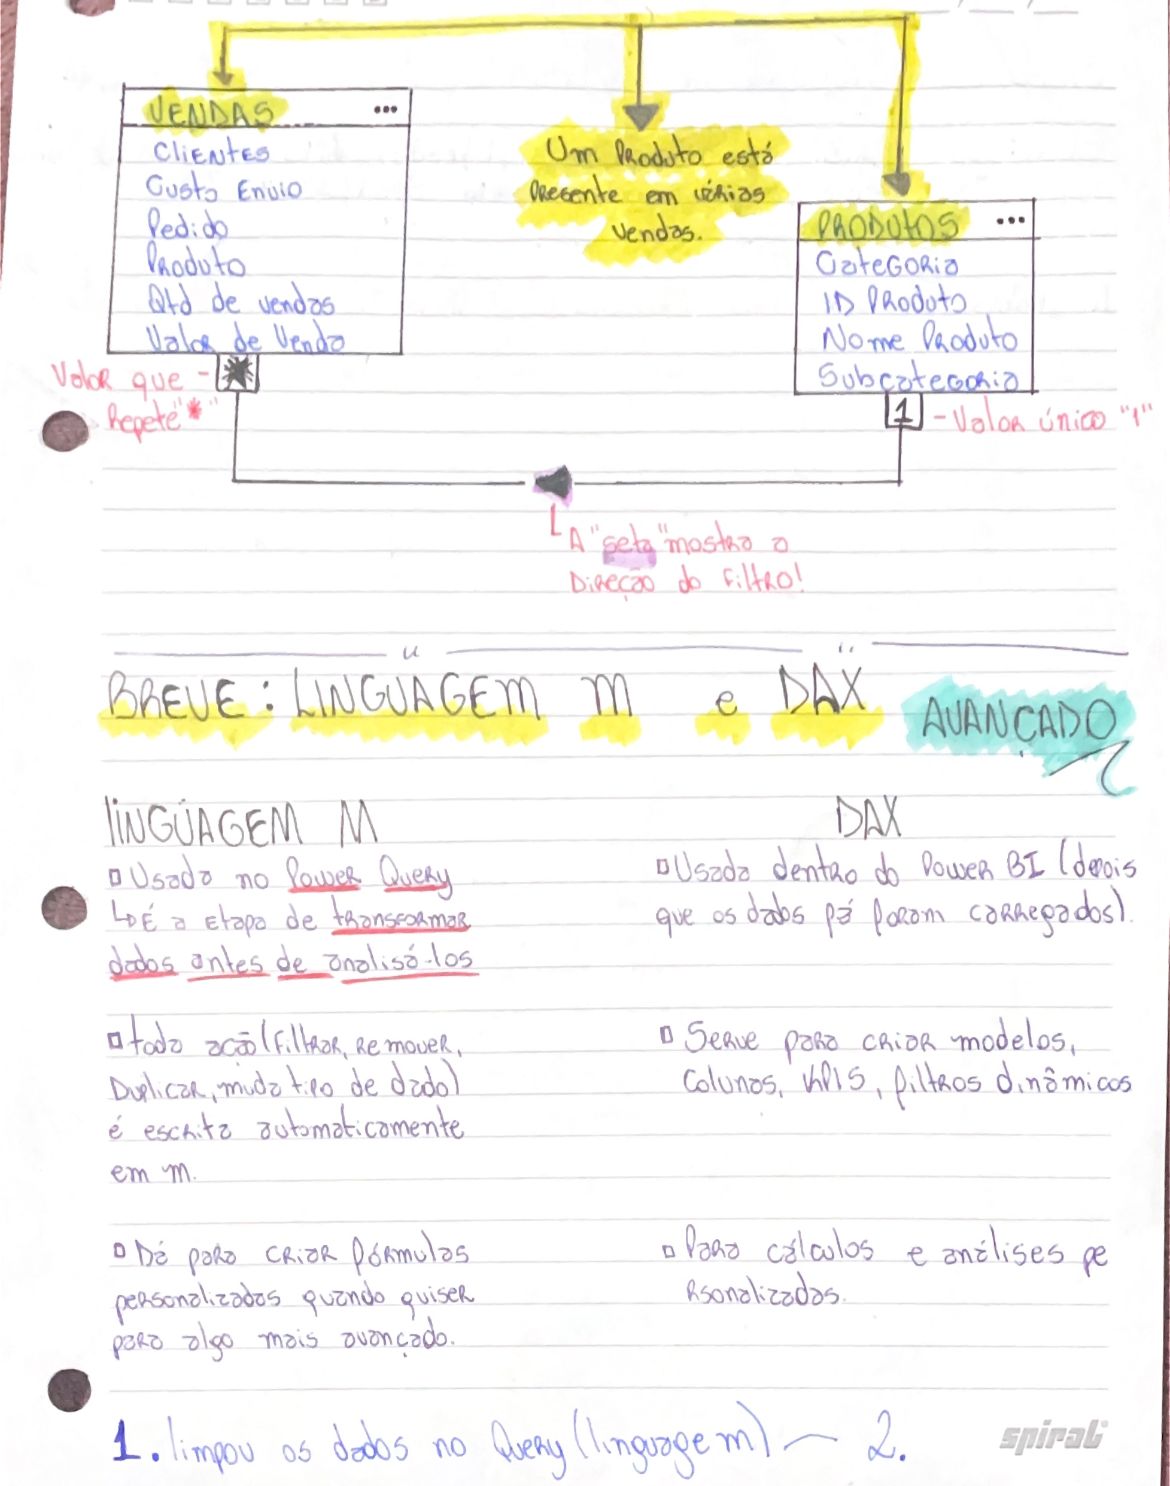 VENDAS ...
Clientes
Custo Envio
Pedido
Produto
Qtd de vendas
Valor de Venda
Um Produto está
Presente em várias
vendas.
PRODUTOS ...
Categoria
ID Produto
Nome Produto
Subcategoria
Valor que -
Repete "*"
*
1 - Valor único "1"
A "seta" mostra a
Direção do Filtro!
BREVE: LINGUAGEM M e DAX AVANÇADO
LINGUAGEM M
Usada no Power Query
É a Etapa de transformar
dados antes de analisá-los
toda ação (filtrar, remover,
Duplicar, muda tipo de dado)
é escrita automaticamente
em m.
Dá para criar fórmulas
personalizadas quando quiser
para algo mais avançado.
DAX
Usada dentro do Power BI (depois
que os dados já foram carregados).
Serve para criar modelos,
Colunas, KPIS, filtros dinâmicos
Para cálculos e análises pe
rsonalizadas.
1. limpou os dados no Query (linguagem) — 2.
spiral